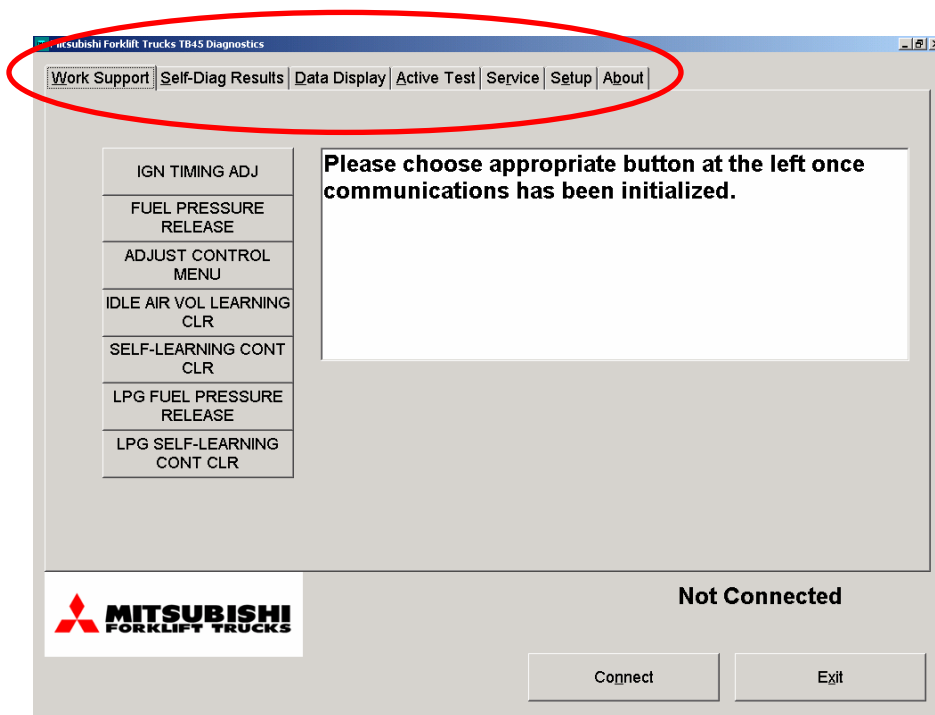 Mitsubishi Forklift Trucks TB45 Diagnostics
Work Support Self-Diag Results Data Display Active Test Service Setup About
IGN TIMING ADJ
FUEL PRESSURE
RELEASE
ADJUST CONTROL
MENU
IDLE AIR VOL LEARNING
CLR
SELF-LEARNING CONT
CLR
LPG FUEL PRESSURE
RELEASE
LPG SELF-LEARNING
CONT CLR
Please choose appropriate button at the left once
communications has been initialized.
MITSUBISHI
FORKLIFT TRUCKS
Not Connected
Connect
Exit